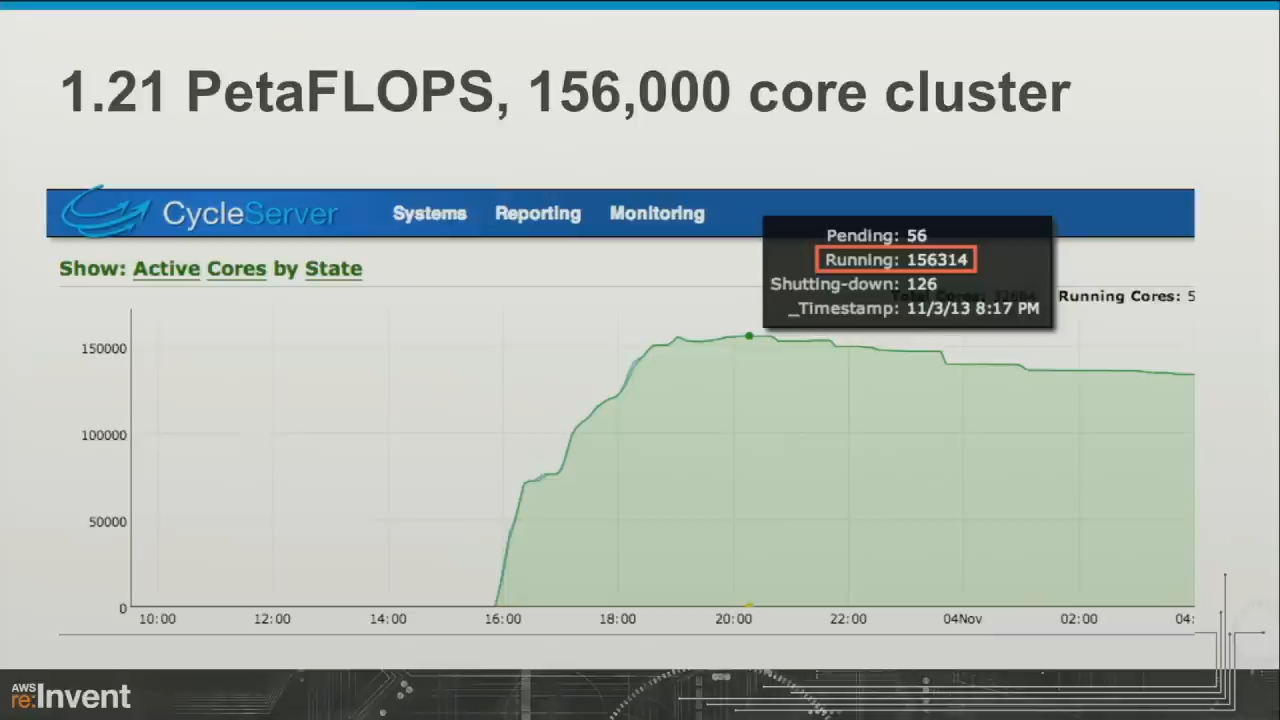 1.21 PetaFLOPS, 156,000 core cluster
CycleServer Systems Reporting Monitoring
Pending: 56
Running: 156314
Shutting-down: 126
_Timestamp: 11/3/13 8:17 PM
Show: Active Cores by State
Total Cores: Running Cores: 5
150000
100000
50000
0
10:00 12:00 14:00 16:00 18:00 20:00 22:00 04Nov 02:00 04:
AWS
re:Invent